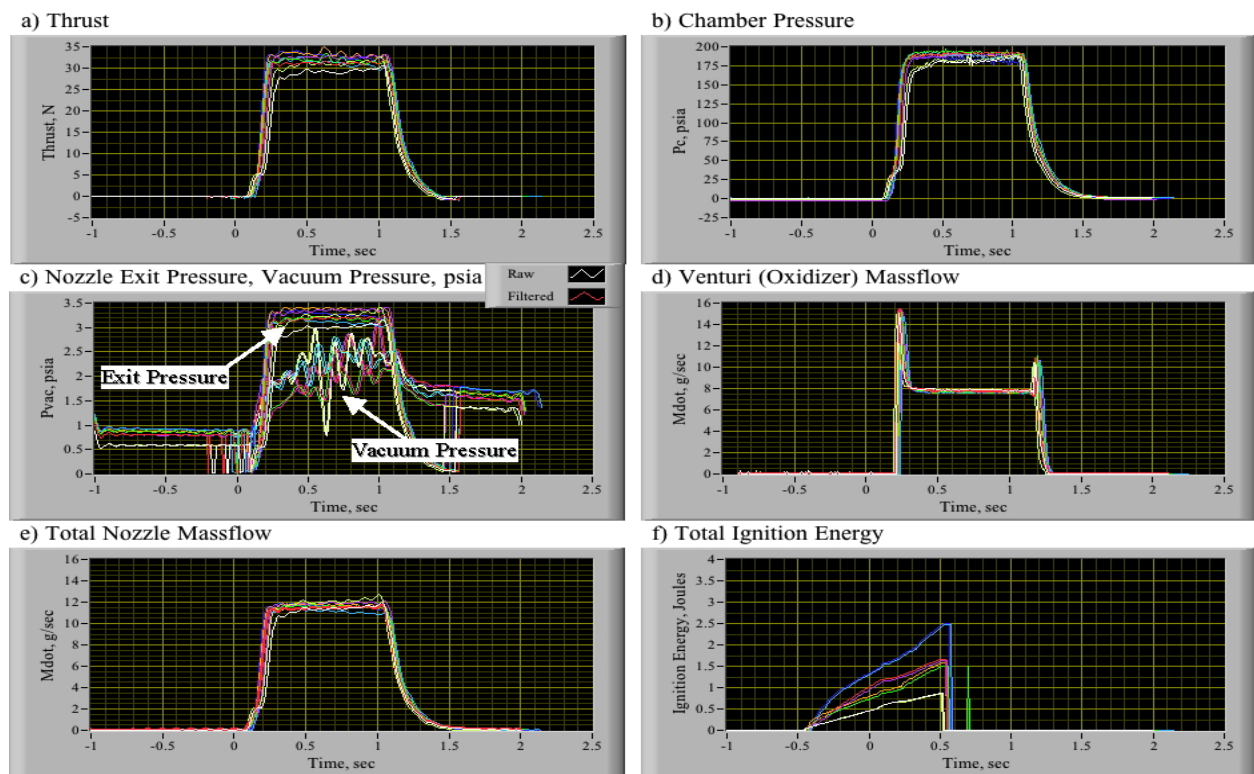 a) Thrust
b) Chamber Pressure
35
30
25
20
15
10
5
0
-5
Thrust, N
-1 -0.5 0 0.5 1 1.5 2 2.5
Time, sec
200
175
150
125
100
75
50
25
0
-25
Pc, psia
-1 -0.5 0 0.5 1 1.5 2 2.5
Time, sec
c) Nozzle Exit Pressure, Vacuum Pressure, psia
Raw
Filtered
d) Venturi (Oxidizer) Massflow
3.5
3
2.5
2
1.5
1
0.5
0
Pvac, psia
Exit Pressure
Vacuum Pressure
-1 -0.5 0 0.5 1 1.5 2 2.5
Time, sec
16
14
12
10
8
6
4
2
0
Mdot, g/sec
-1 -0.5 0 0.5 1 1.5 2 2.5
Time, sec
e) Total Nozzle Massflow
f) Total Ignition Energy
16
14
12
10
8
6
4
2
0
Mdot, g/sec
-1 -0.5 0 0.5 1 1.5 2 2.5
Time, sec
4
3.5
3
2.5
2
1.5
1
0.5
0
Ignition Energy, Joules
-1 -0.5 0 0.5 1 1.5 2 2.5
Time, sec